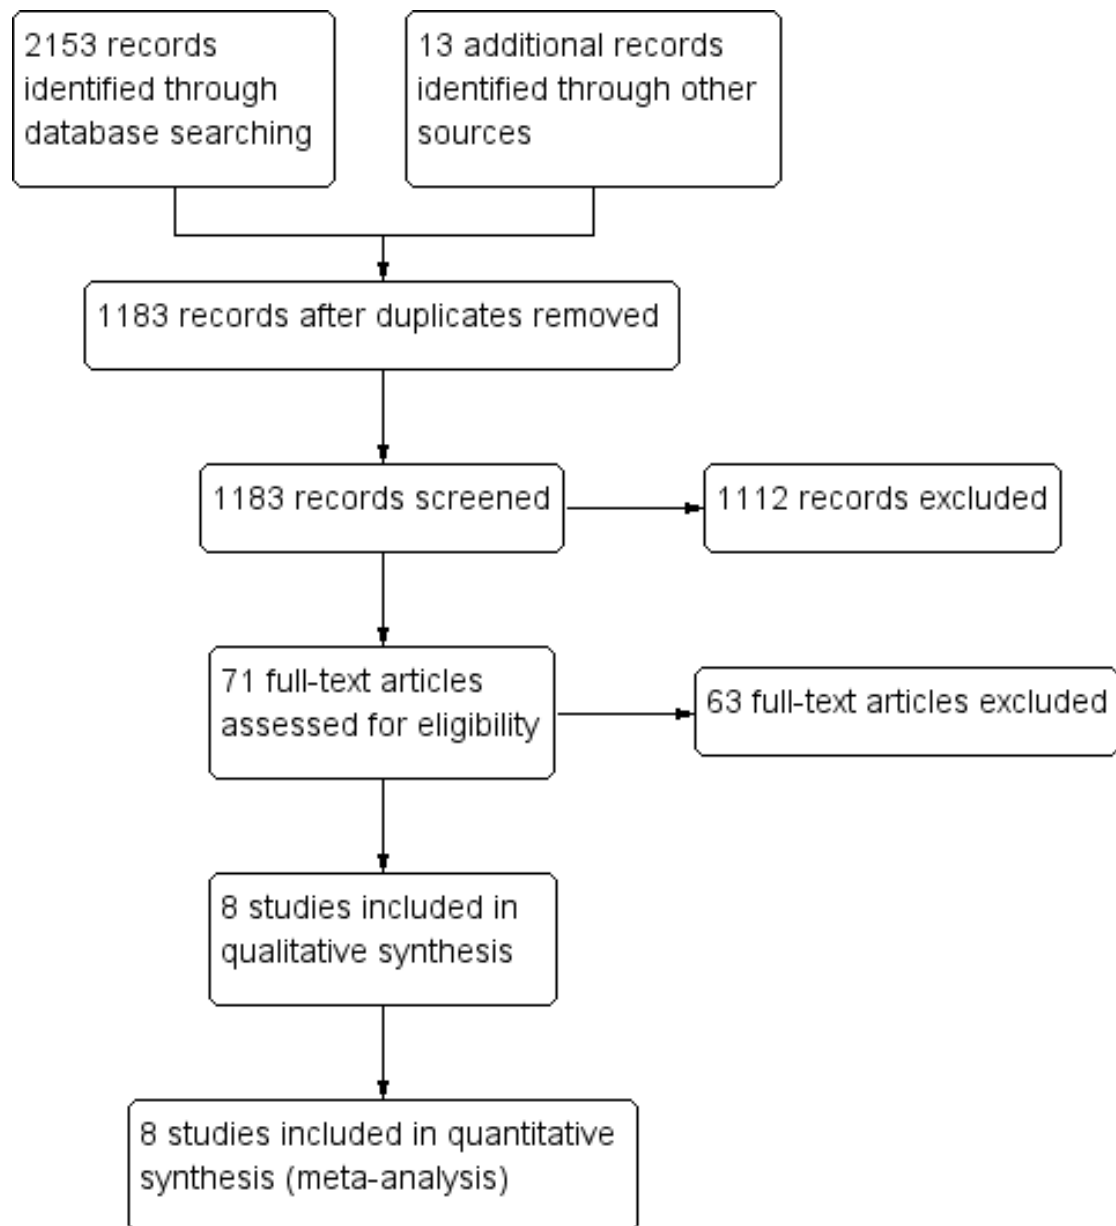 2153 records
identified through
database searching
13 additional records
identified through other
sources
1183 records after duplicates removed
1183 records screened
1112 records excluded
71 full-text articles
assessed for eligibility
63 full-text articles excluded
8 studies included in
qualitative synthesis
8 studies included in quantitative
synthesis (meta-analysis)